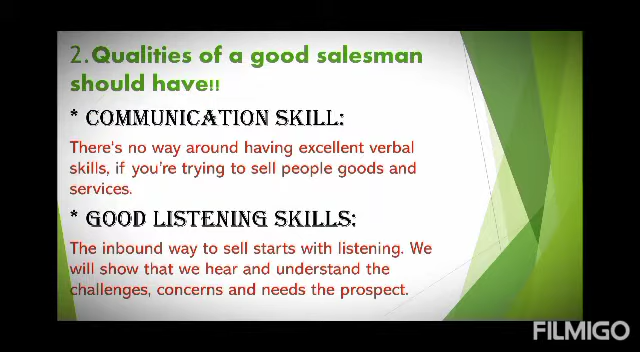 2.Qualities of a good salesman
should have!!
* COMMUNICATION SKILL:
There's no way around having excellent verbal
skills, if you're trying to sell people goods and
services.
* GOOD LISTENING SKILLS:
The inbound way to sell starts with listening. We
will show that we hear and understand the
challenges, concerns and needs the prospect.
FILMIGO